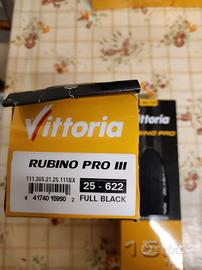 Vittoria
RUBINO PRO III
111.365.21.25.111BX
25 - 622
6 41740 15990 2
FULL BLACK
RUBINO PRO